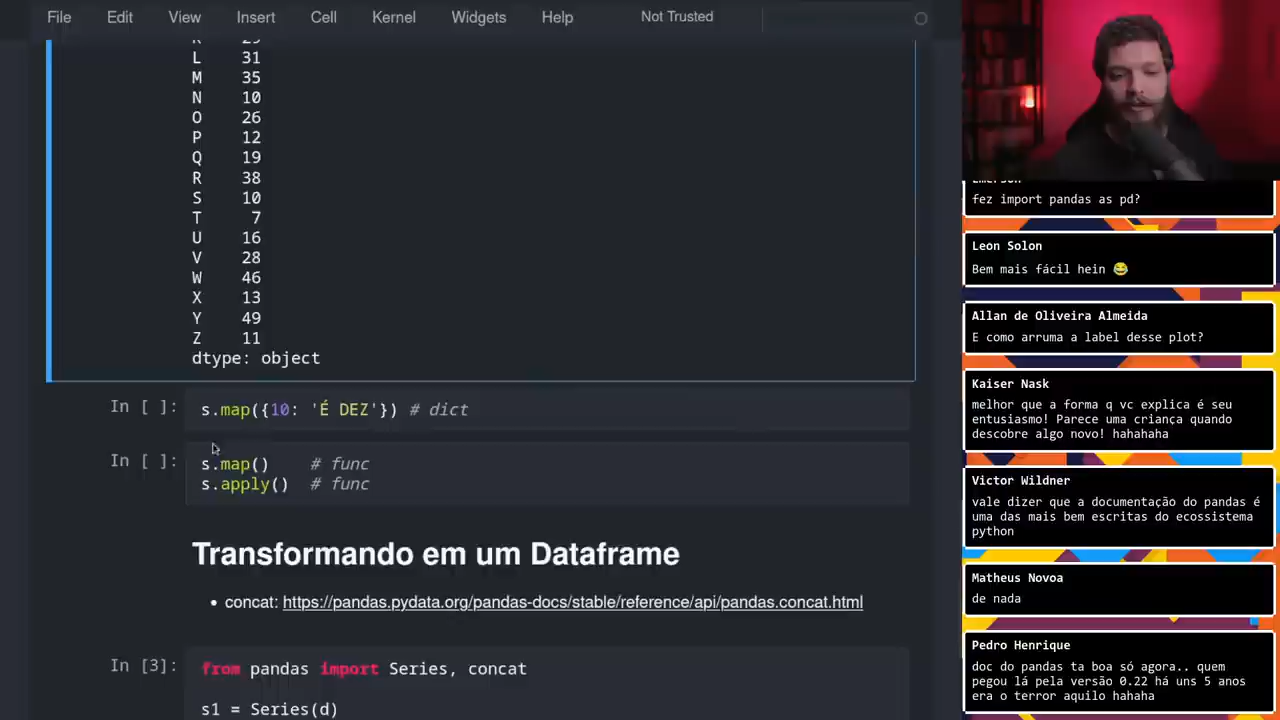 File Edit View Insert Cell Kernel Widgets Help Not Trusted
L 31
M 35
N 10
O 26
P 12
Q 19
R 38
S 10
T 7
U 16
V 28
W 46
X 13
Y 49
Z 11
dtype: object
In [ ]: s.map({10: 'É DEZ'}) # dict
In [ ]: s.map() # func
s.apply() # func
Transformando em um Dataframe
• concat: https://pandas.pydata.org/pandas-docs/stable/reference/api/pandas.concat.html
In [3]: from pandas import Series, concat
s1 = Series(d)
Emerson
fez import pandas as pd?
Leon Solon
Bem mais fácil hein 😂
Allan de Oliveira Almeida
E como arruma a label desse plot?
Kaiser Nask
melhor que a forma q vc explica é seu
entusiasmo! Parece uma criança quando
descobre algo novo! hahahaha
Victor Wildner
vale dizer que a documentação do pandas é
uma das mais bem escritas do ecossistema
python
Matheus Novoa
de nada
Pedro Henrique
doc do pandas ta boa só agora.. quem
pegou lá pela versão 0.22 há uns 5 anos
era o terror aquilo hahaha